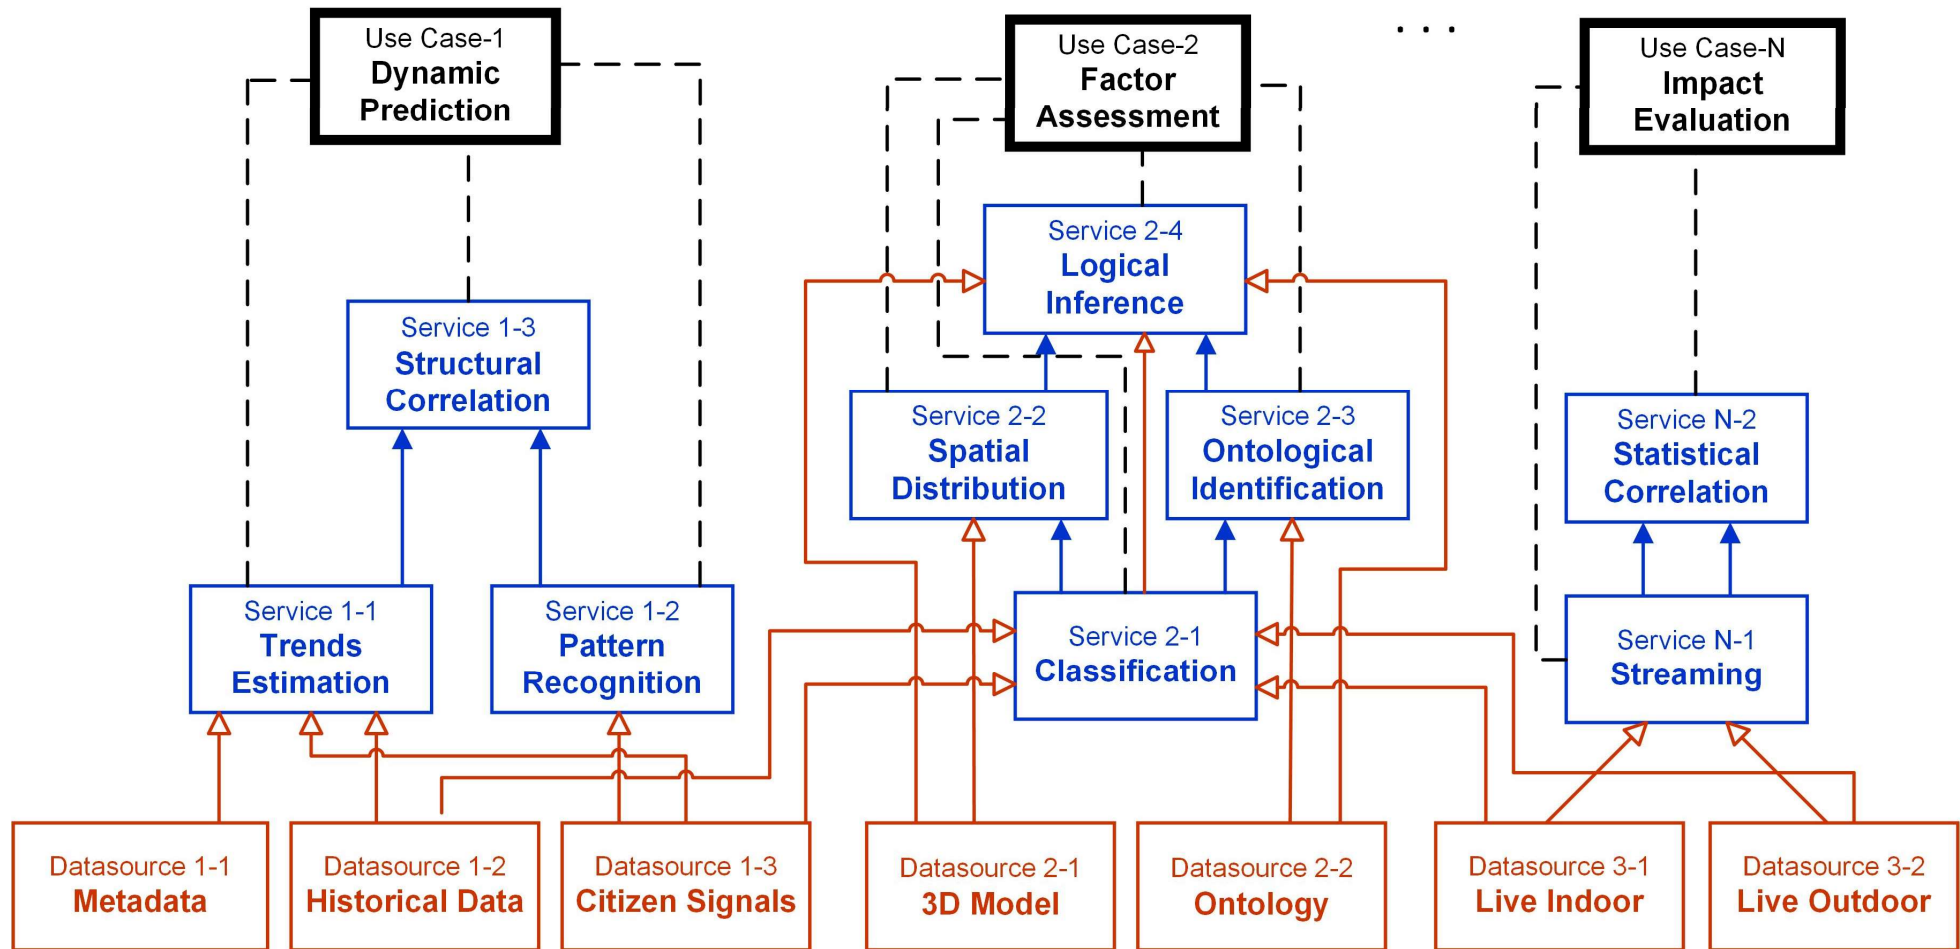 Use Case-1
Dynamic
Prediction
Use Case-2
Factor
Assessment
. . .
Use Case-N
Impact
Evaluation
Service 2-4
Logical
Inference
Service 1-3
Structural
Correlation
Service 2-2
Spatial
Distribution
Service 2-3
Ontological
Identification
Service N-2
Statistical
Correlation
Service 1-1
Trends
Estimation
Service 1-2
Pattern
Recognition
Service 2-1
Classification
Service N-1
Streaming
Datasource 1-1
Metadata
Datasource 1-2
Historical Data
Datasource 1-3
Citizen Signals
Datasource 2-1
3D Model
Datasource 2-2
Ontology
Datasource 3-1
Live Indoor
Datasource 3-2
Live Outdoor